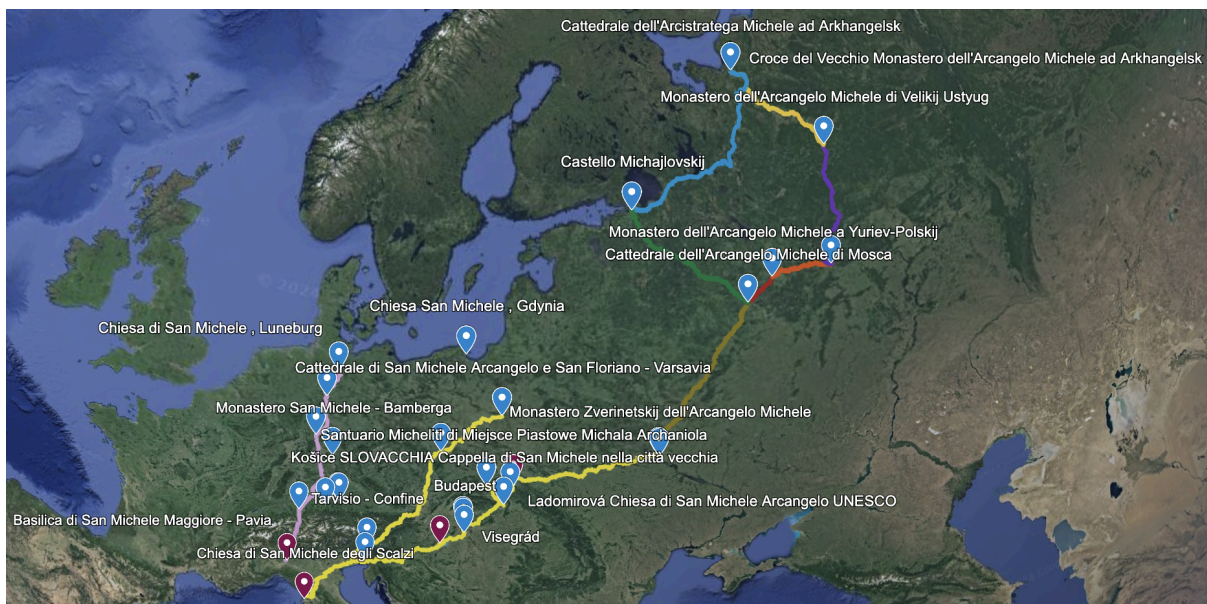 Cattedrale dell'Arcistratega Michele ad Arkhangelsk
Croce del Vecchio Monastero dell'Arcangelo Michele ad Arkhangelsk
Monastero dell'Arcangelo Michele di Velikij Ustyug
Castello Michajlovskij
Monastero dell'Arcangelo Michele a Yuriev-Polskij
Cattedrale dell'Arcangelo Michele di Mosca
Chiesa San Michele , Gdynia
Chiesa di San Michele , Luneburg
Cattedrale di San Michele Arcangelo e San Floriano - Varsavia
Monastero San Michele - Bamberga
Monastero Zverinetskij dell'Arcangelo Michele
Santuario Micheliti di Miejsce Piastowe Michala Archaniola
Košice SLOVACCHIA Cappella di San Michele nella città vecchia
Budapest
Tarvisio - Confine
Ladomirová Chiesa di San Michele Arcangelo UNESCO
Basilica di San Michele Maggiore - Pavia
Visegrád
Chiesa di San Michele degli Scalzi